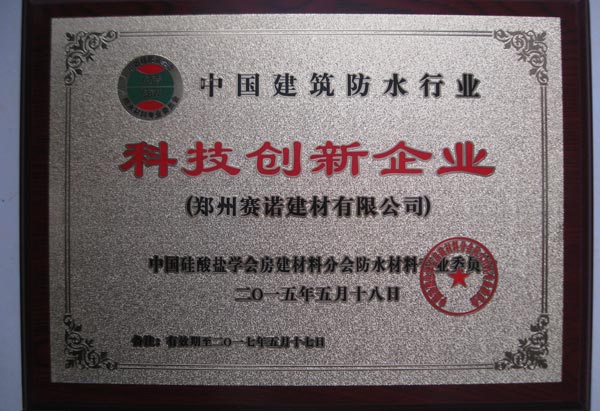 中国建筑防水行业
科技创新企业
(郑州赛诺建材有限公司)
中国硅酸盐学会房建材料分会防水材料专业委员
二〇一五年五月十八日
备注：有效期至二〇一七年五月十七日